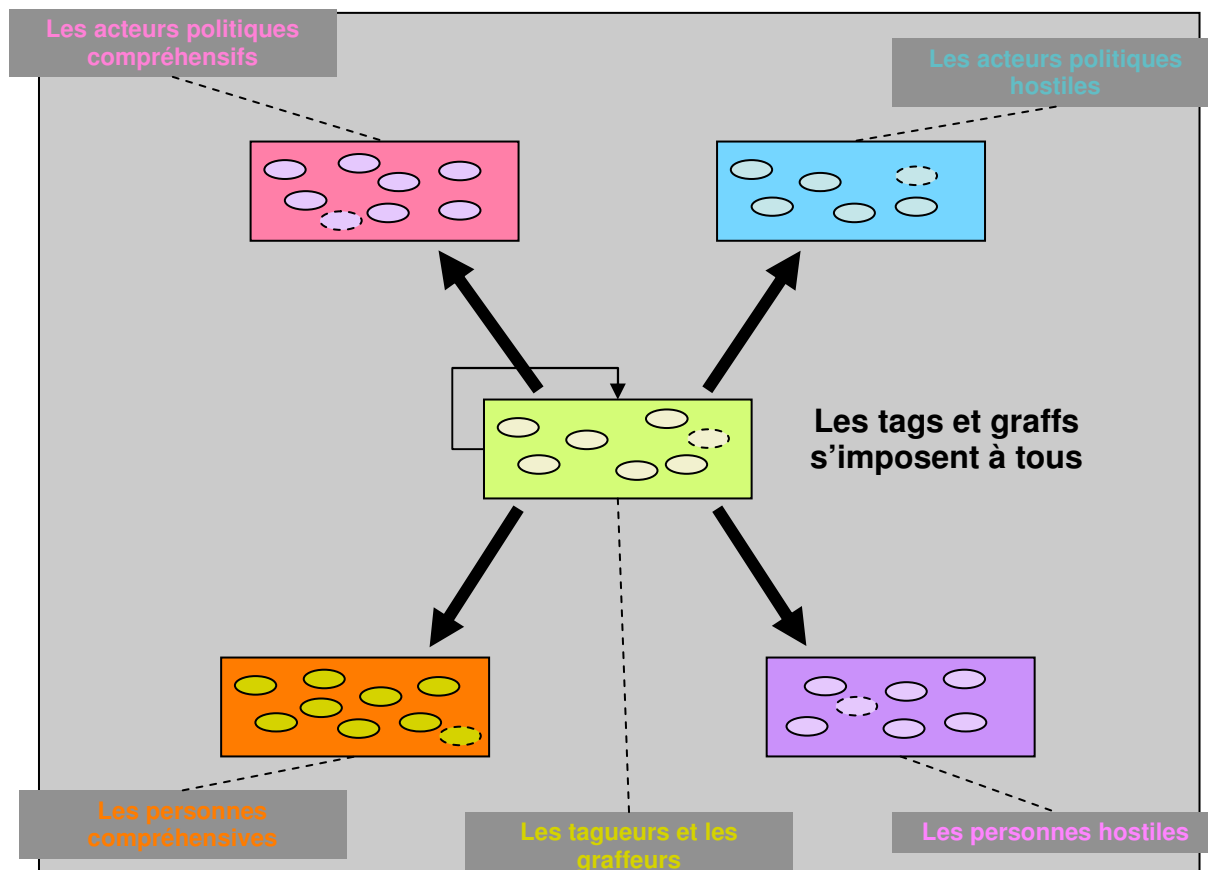 Les acteurs politiques
compréhensifs
Les acteurs politiques
hostiles
Les tags et graffs
s'imposent à tous
Les personnes
compréhensives
Les tagueurs et les
graffeurs
Les personnes hostiles